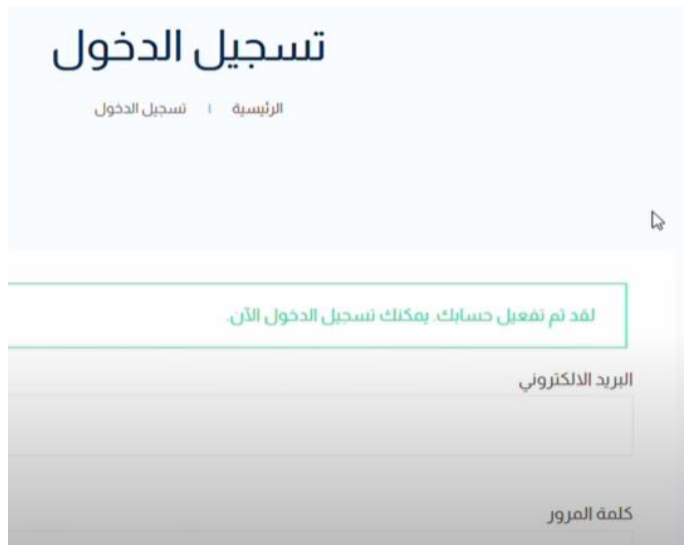 تسجيل الدخول
الرئيسية | تسجيل الدخول
لقد تم تفعيل حسابك. يمكنك تسجيل الدخول الآن.
البريد الالكتروني
كلمة المرور